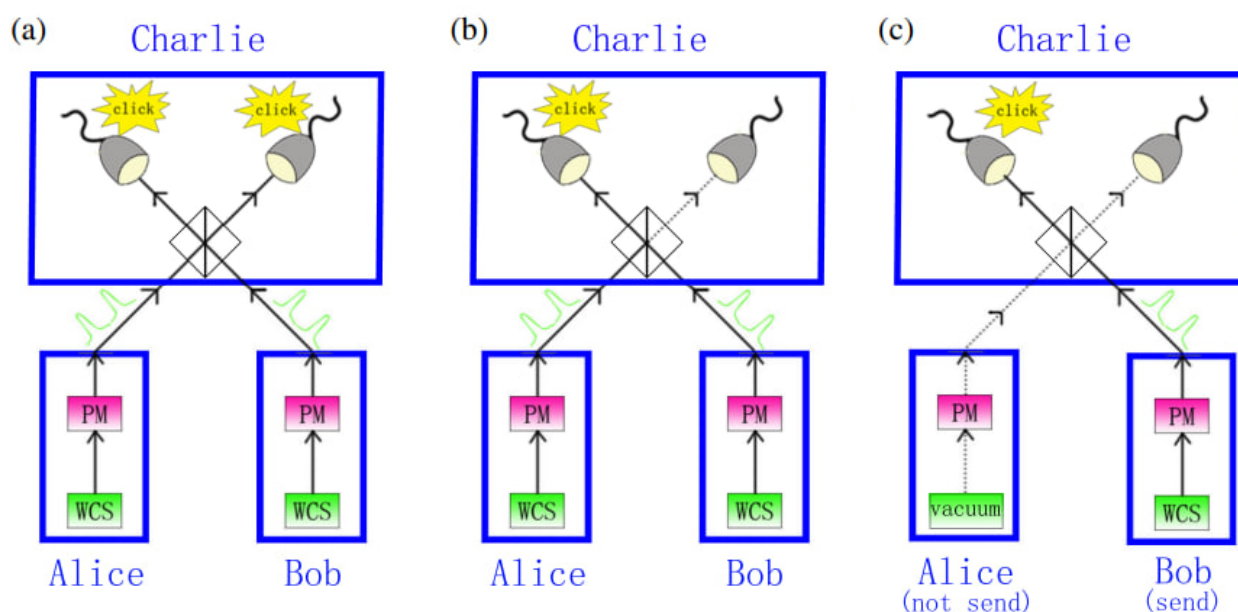 (a)
Charlie
click
click
PM
PM
WCS
WCS
Alice
Bob
(b)
Charlie
click
PM
PM
WCS
WCS
Alice
Bob
(c)
Charlie
click
PM
PM
vacuum
WCS
Alice
(not send)
Bob
(send)